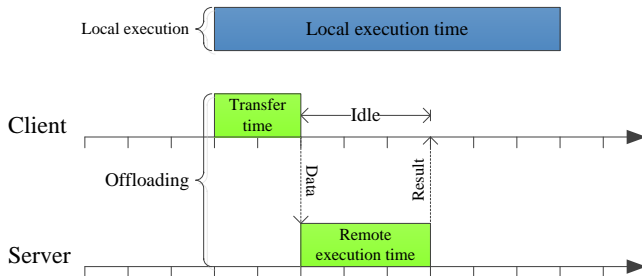 Local execution
Local execution time
Transfer
time
Idle
Client
Offloading
Data
Result
Remote
execution time
Server